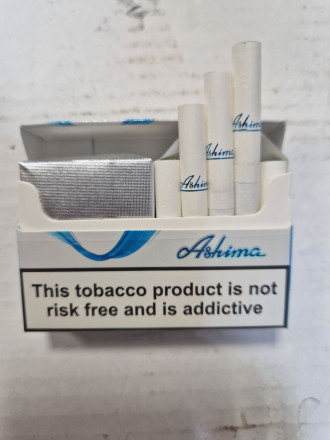 Ashima
Ashima
Ashima
Ashima
This tobacco product is not
risk free and is addictive